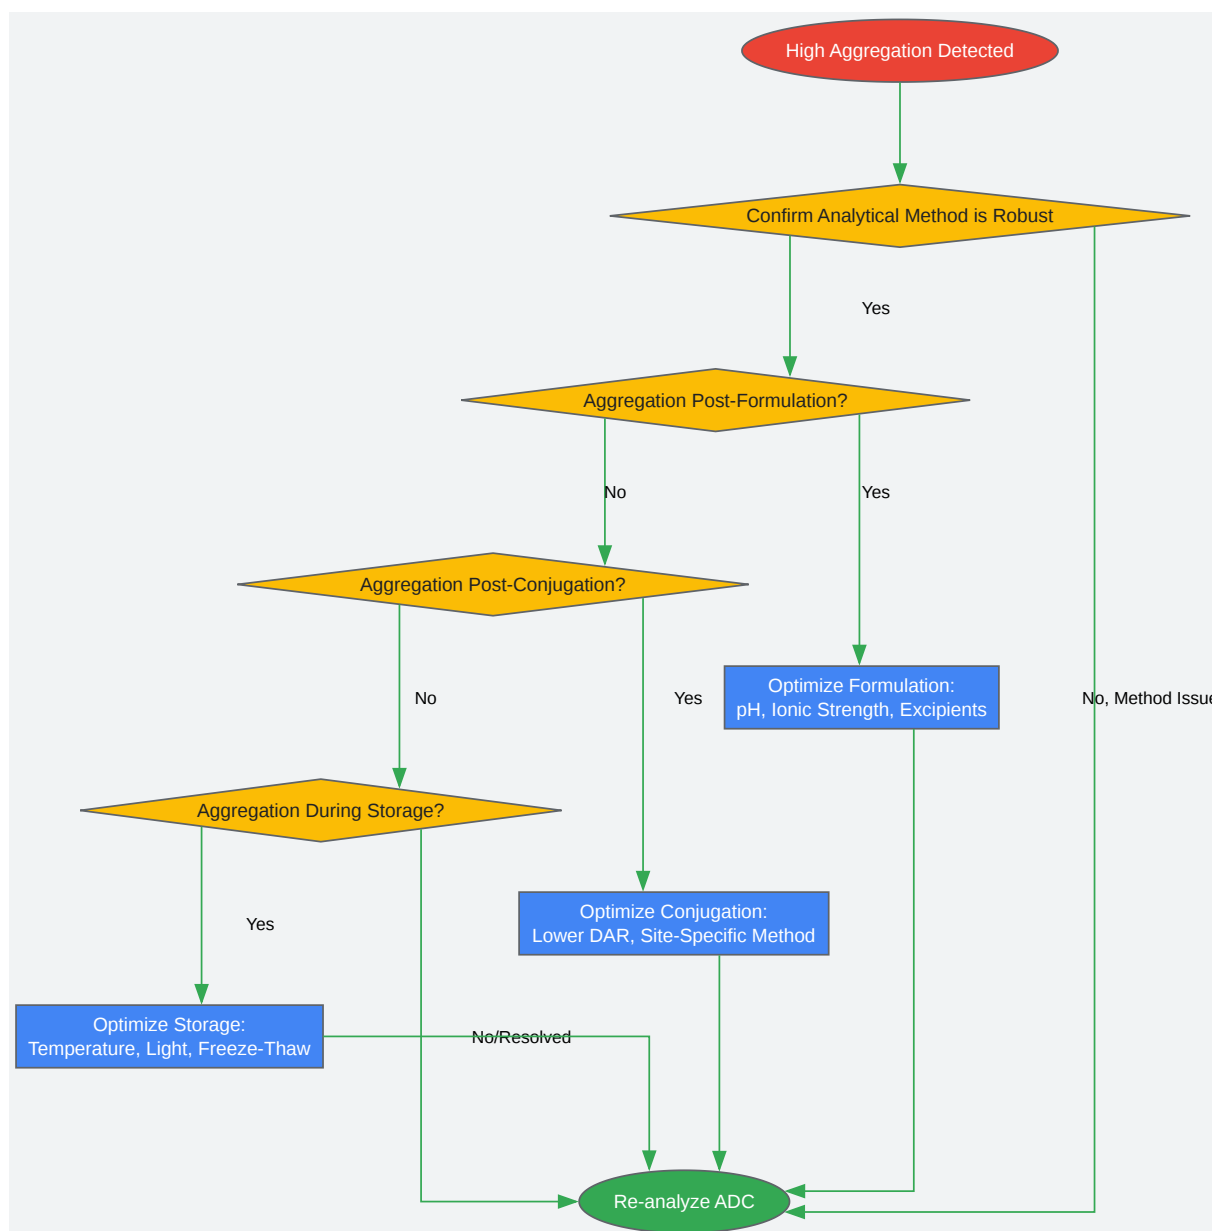 High Aggregation Detected
Confirm Analytical Method is Robust
Yes
Aggregation Post-Formulation?
No
Yes
Aggregation Post-Conjugation?
Optimize Formulation:
pH, Ionic Strength, Excipients
No
Yes
No, Method Issue
Aggregation During Storage?
Optimize Conjugation:
Lower DAR, Site-Specific Method
Yes
Optimize Storage:
Temperature, Light, Freeze-Thaw
No/Resolved
Re-analyze ADC